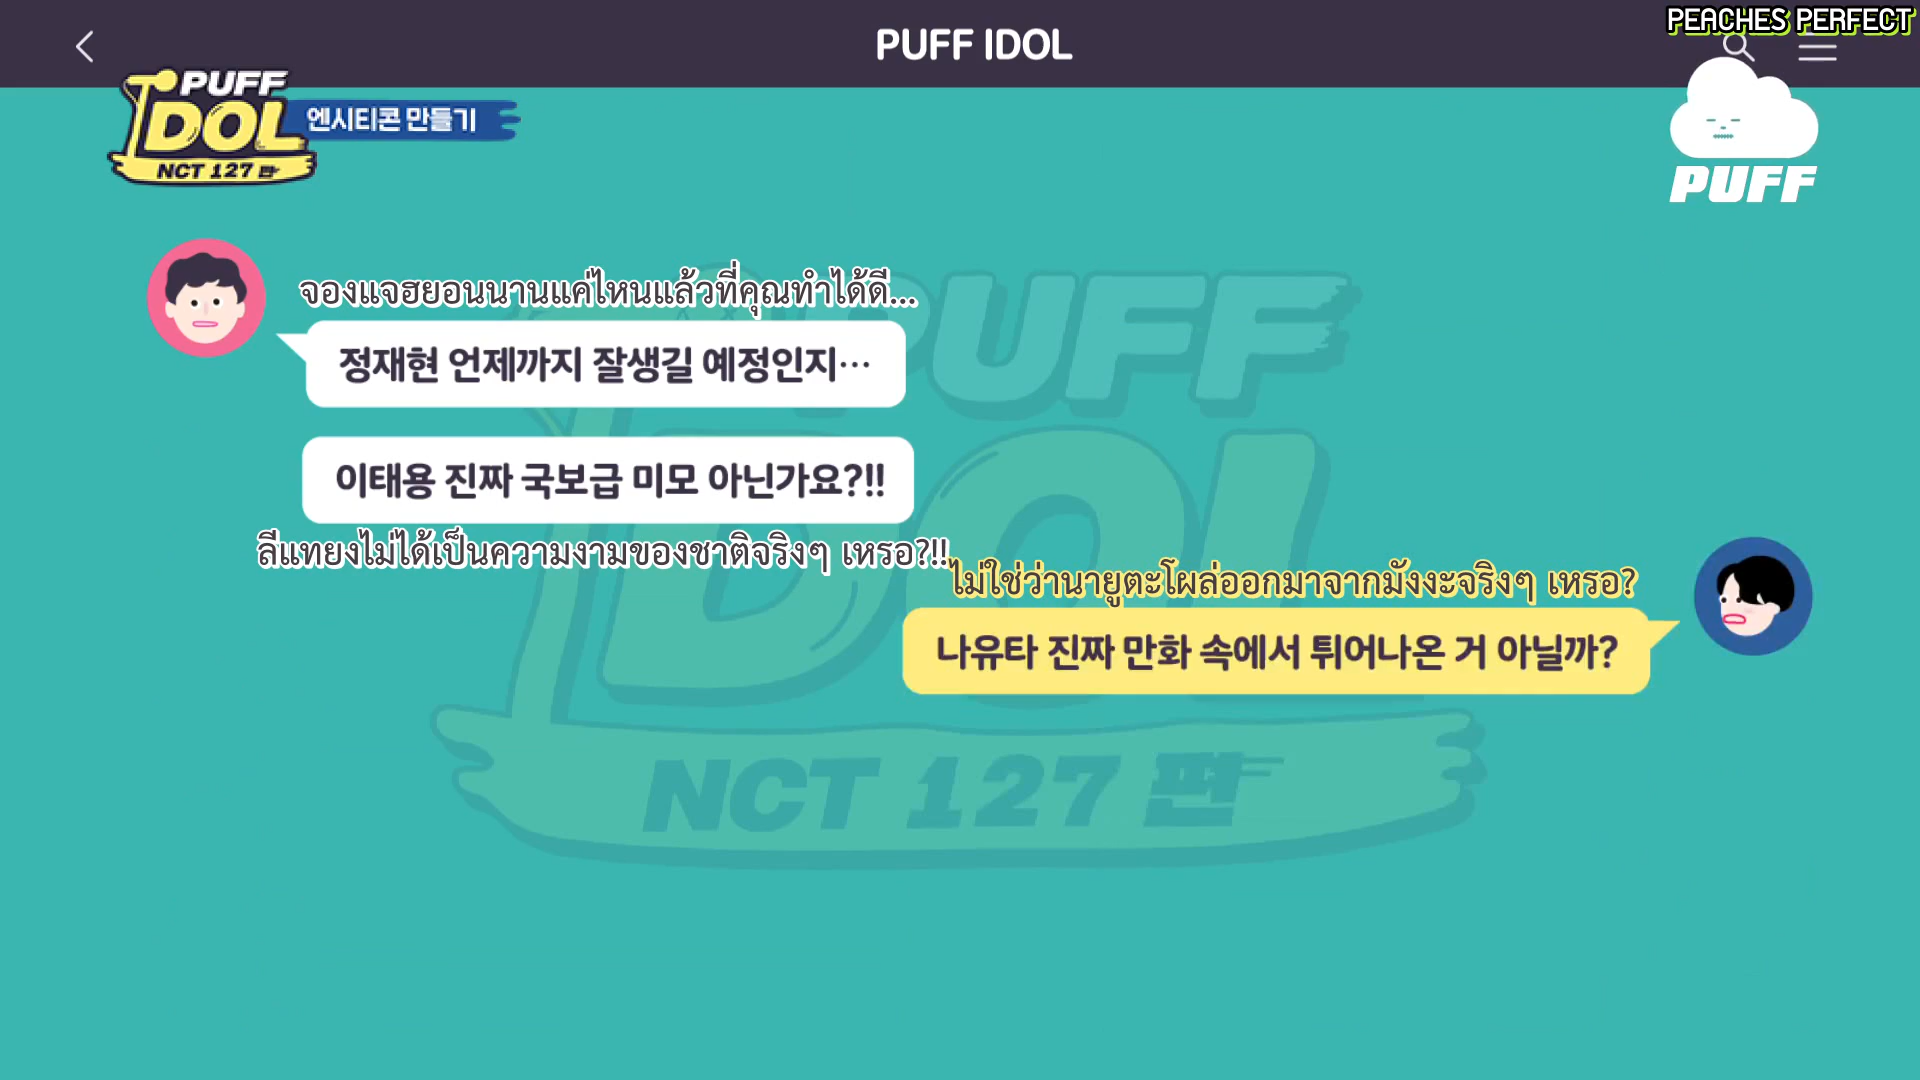 PEACHES PERFECT
PUFF IDOL
PUFF
IDOL
NCT 127 편
엔시티콘 만들기
PUFF
จองแจฮยอนนานแค่ไหนแล้วที่คุณทำได้ดี...
정재현 언제까지 잘생길 예정인지…
이태용 진짜 국보급 미모 아닌가요?!!
ลีแทยงไม่ได้เป็นความงามของชาติจริงๆ เหรอ?!!
ไม่ใช่ว่านายูตะโผล่ออกมาจากมังงะจริงๆ เหรอ?
나유타 진짜 만화 속에서 튀어나온 거 아닐까?
PUFF
IDOL
NCT 127 편